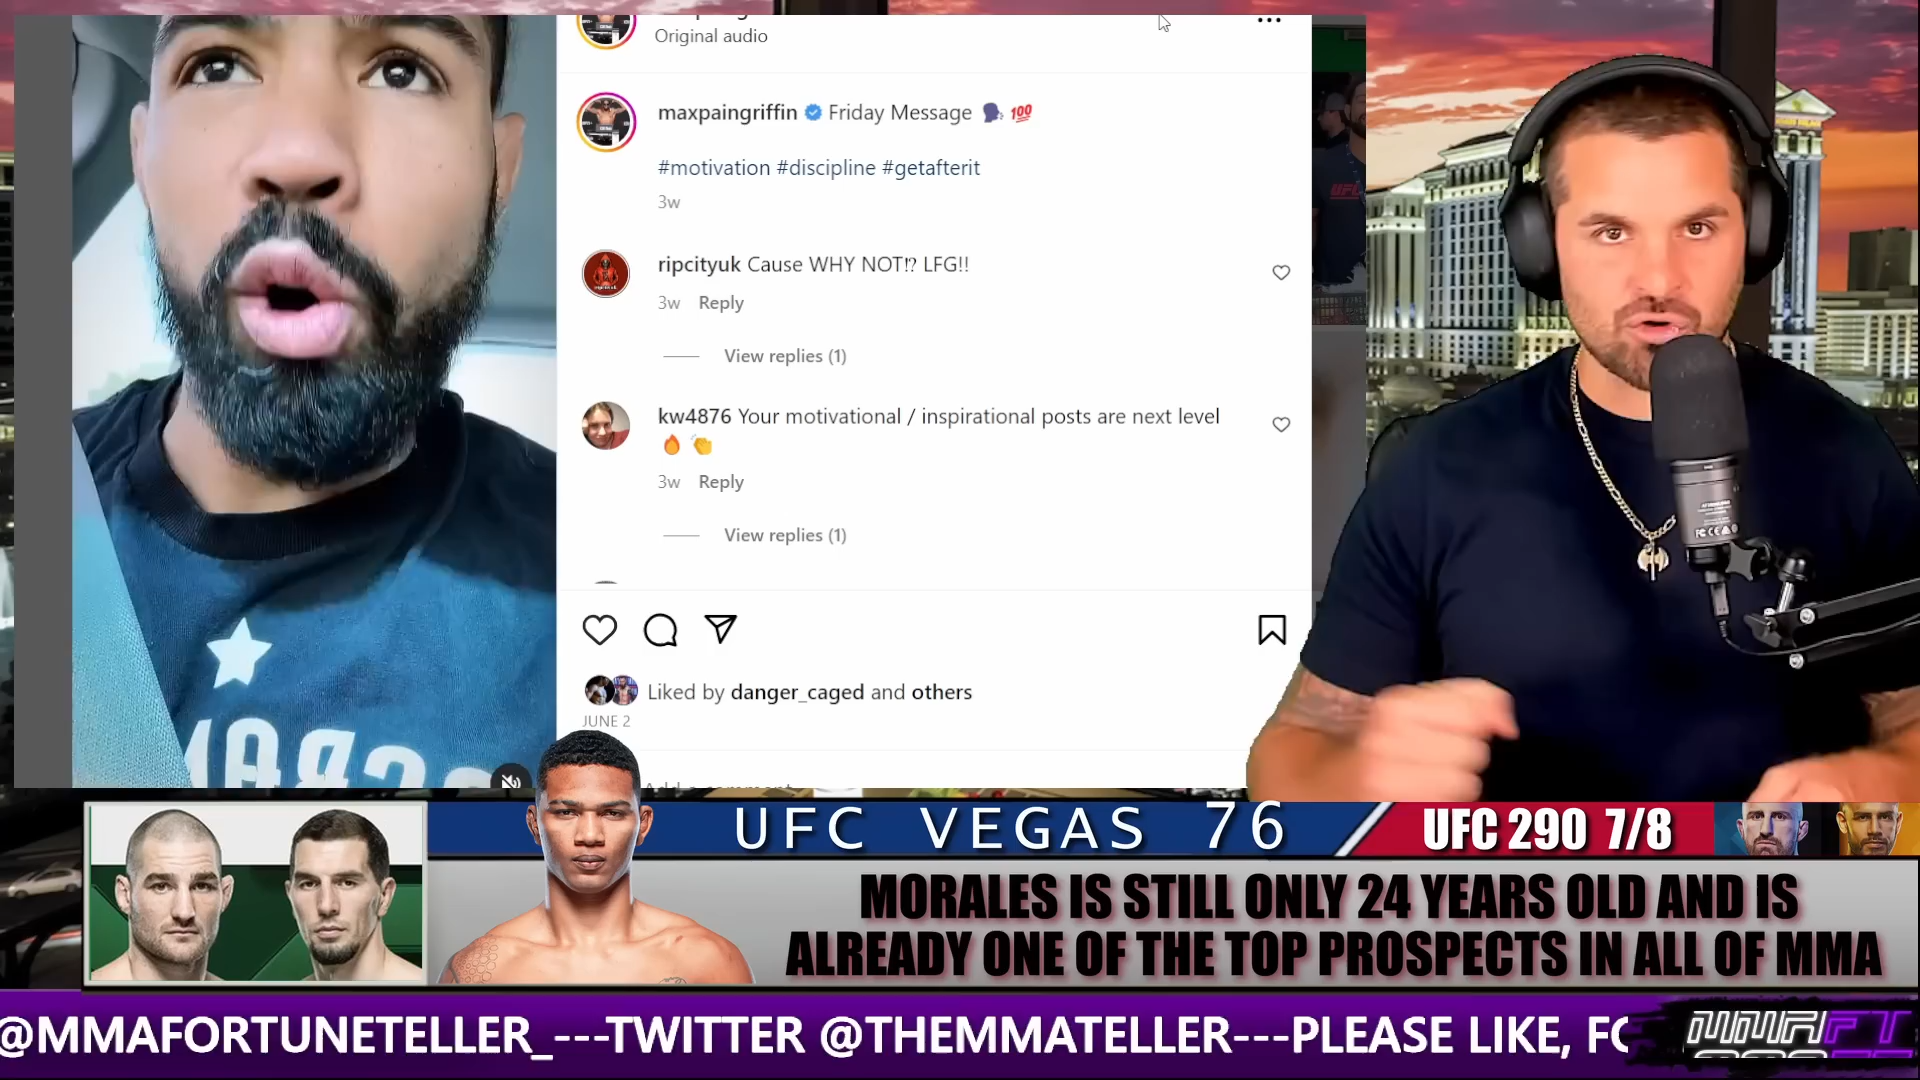 Original audio
maxpaingriffin Friday Message 💯
#motivation #discipline #getafterit
3w
ripcityuk Cause WHY NOT⁉ LFG!!
3w Reply
View replies (1)
kw4876 Your motivational / inspirational posts are next level
🔥 👏
3w Reply
View replies (1)
Liked by danger_caged and others
JUNE 2
UFC
UFC VEGAS 76
UFC 290 7/8
MORALES IS STILL ONLY 24 YEARS OLD AND IS
ALREADY ONE OF THE TOP PROSPECTS IN ALL OF MMA
@MMAFORTUNETELLER_---TWITTER @THEMMATELLER---PLEASE LIKE, FO
MMAFT